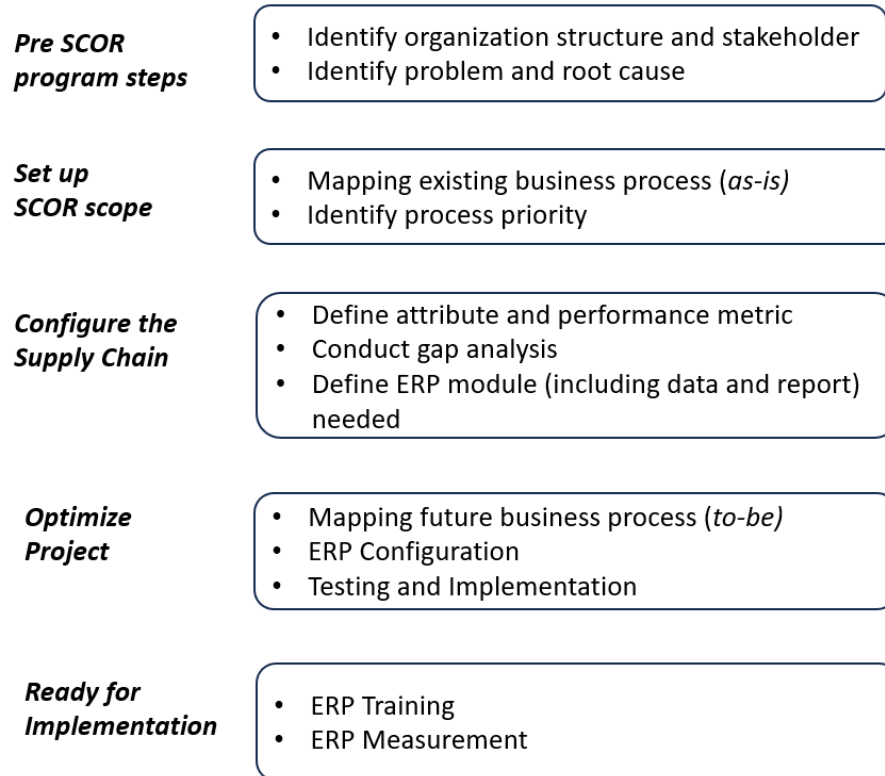 Pre SCOR
program steps
• Identify organization structure and stakeholder
• Identify problem and root cause
Set up
SCOR scope
• Mapping existing business process (as-is)
• Identify process priority
Configure the
Supply Chain
• Define attribute and performance metric
• Conduct gap analysis
• Define ERP module (including data and report)
needed
Optimize
Project
• Mapping future business process (to-be)
• ERP Configuration
• Testing and Implementation
Ready for
Implementation
• ERP Training
• ERP Measurement